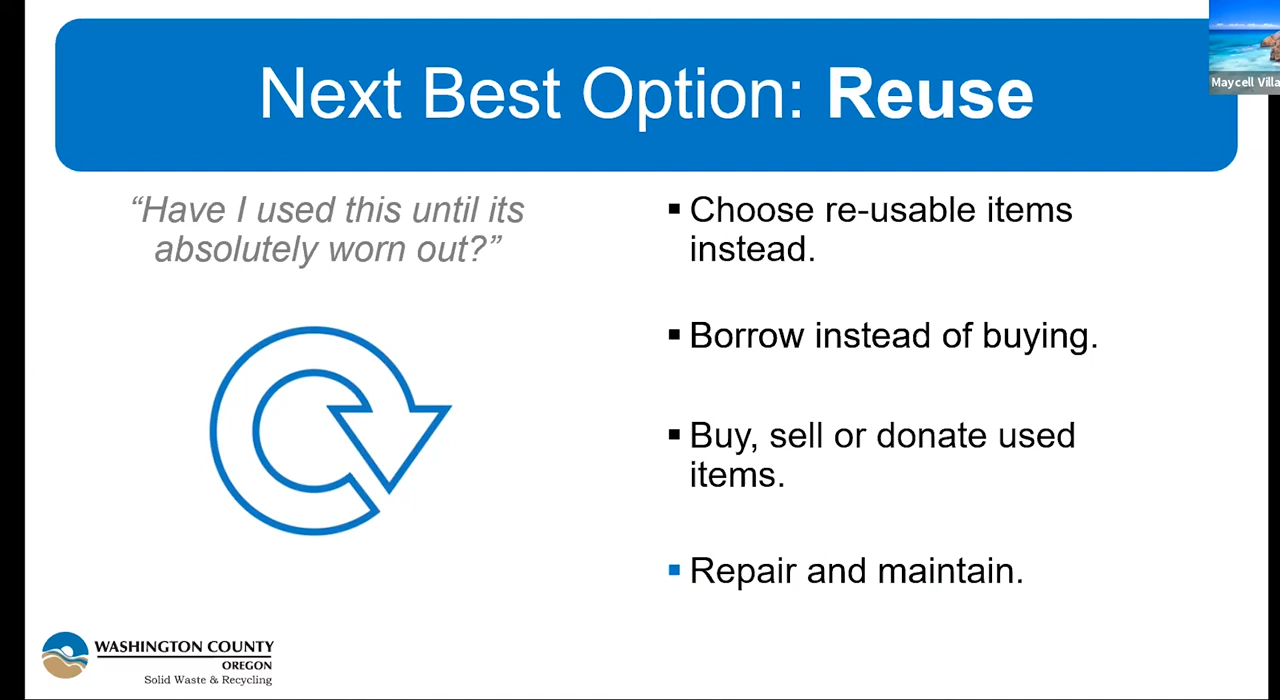 Next Best Option: Reuse
Maycell Villa
“Have I used this until its
absolutely worn out?”
▪ Choose re-usable items
instead.
▪ Borrow instead of buying.
▪ Buy, sell or donate used
items.
▪ Repair and maintain.
WASHINGTON COUNTY
OREGON
Solid Waste & Recycling